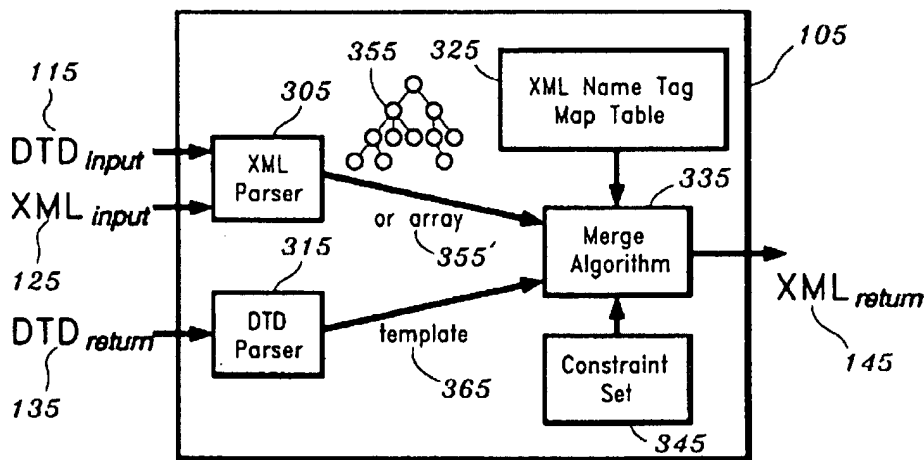 115
DTD input
XML input
125
DTD return
135
305
XML
Parser
355
or array
355'
315
DTD
Parser
template
365
325
XML Name Tag
Map Table
335
Merge
Algorithm
Constraint
Set
345
105
XML return
145